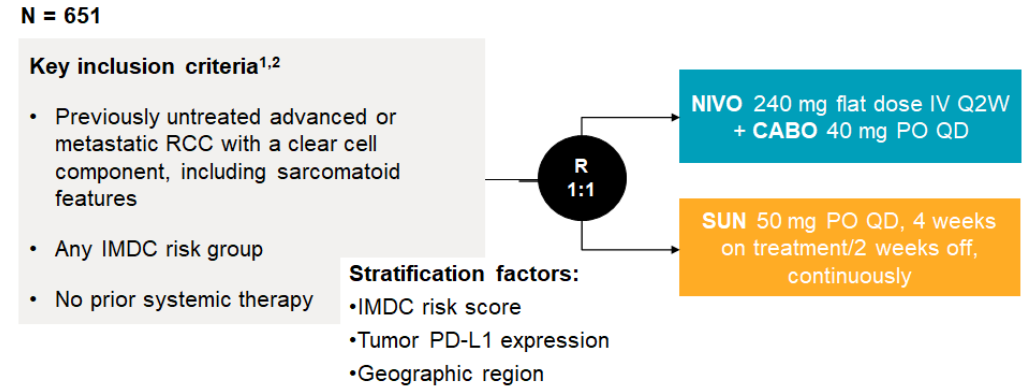 N = 651
Key inclusion criteria1,2
• Previously untreated advanced or
metastatic RCC with a clear cell
component, including sarcomatoid
features
• Any IMDC risk group
• No prior systemic therapy
Stratification factors:
•IMDC risk score
•Tumor PD-L1 expression
•Geographic region
R
1:1
NIVO 240 mg flat dose IV Q2W
+ CABO 40 mg PO QD
SUN 50 mg PO QD, 4 weeks
on treatment/2 weeks off,
continuously